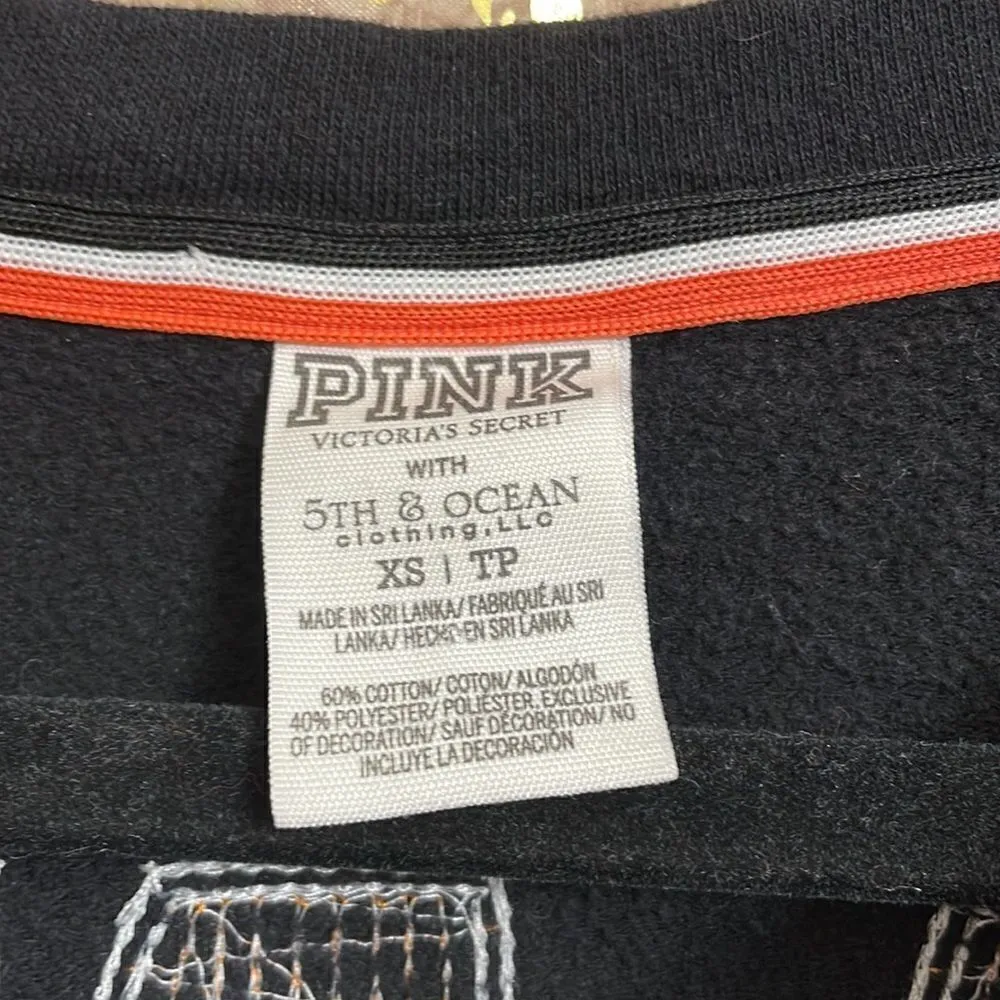 PINK
VICTORIA'S SECRET
WITH
5TH & OCEAN
clothing,LLC
XS | TP
MADE IN SRI LANKA/ FABRIQUÉ AU SRI
LANKA/ HECHO EN SRI LANKA
60% COTTON/ COTON/ ALGODÓN
40% POLYESTER/ POLIÉSTER, EXCLUSIVE
OF DECORATION/ SAUF DÉCORATION/ NO
INCLUYE LA DECORACIÓN